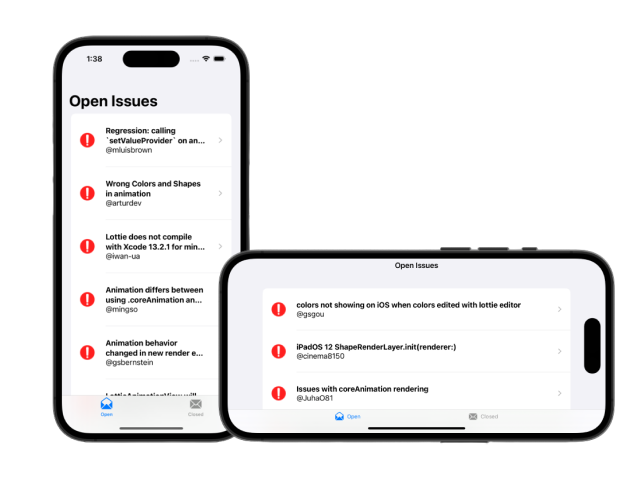 1:38
Open Issues
Regression: calling
`setValueProvider` on an...
@mluisbrown
Wrong Colors and Shapes
in animation
@arturdev
Lottie does not compile
with Xcode 13.2.1 for min...
@iwan-ua
Animation differs between
using .coreAnimation an...
@mingso
Animation behavior
changed in new render e...
@gsbernstein
LottieAnimationView will
Open
Closed
Open Issues
colors not showing on iOS when colors edited with lottie editor
@gsgou
iPadOS 12 ShapeRenderLayer.init(renderer:)
@cinema8150
Issues with coreAnimation rendering
@JuhaO81
Open
Closed